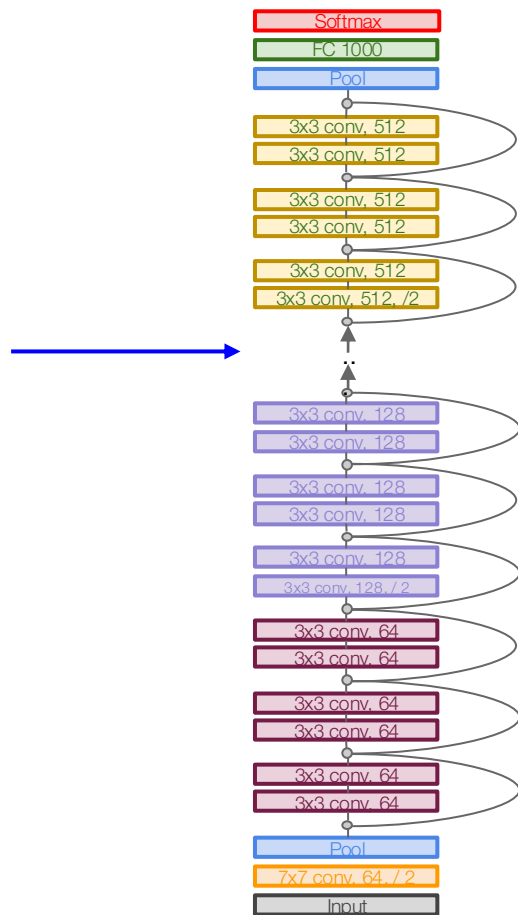 Softmax
FC 1000
Pool
3x3 conv, 512
3x3 conv, 512
3x3 conv, 512
3x3 conv, 512
3x3 conv, 512
3x3 conv, 512, /2
..
.
3x3 conv, 128
3x3 conv, 128
3x3 conv, 128
3x3 conv, 128
3x3 conv, 128
3x3 conv, 128, / 2
3x3 conv, 64
3x3 conv, 64
3x3 conv, 64
3x3 conv, 64
3x3 conv, 64
3x3 conv, 64
Pool
7x7 conv, 64, / 2
Input